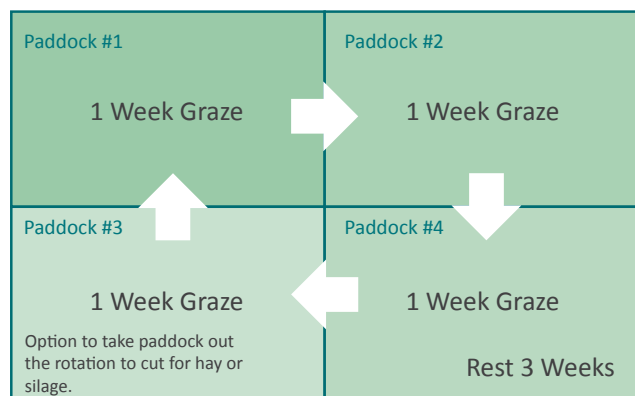 Paddock #1
1 Week Graze
Paddock #2
1 Week Graze
Paddock #3
1 Week Graze
Option to take paddock out
the rotation to cut for hay or
silage.
Paddock #4
1 Week Graze
Rest 3 Weeks